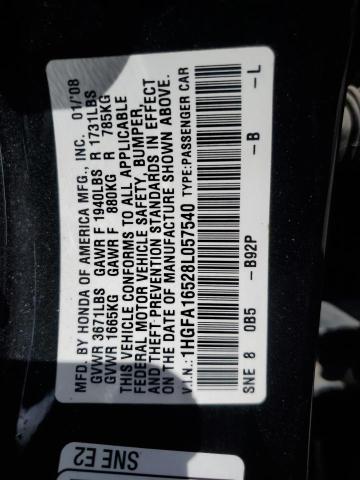 MFD. BY HONDA OF AMERICA MFG., INC. 01/'08
GVWR 3671LBS GAWR F 1940LBS R 1731LBS
GVWR 1665KG GAWR F 880KG R 785KG
THIS VEHICLE CONFORMS TO ALL APPLICABLE
FEDERAL MOTOR VEHICLE SAFETY, BUMPER,
AND THEFT PREVENTION STANDARDS IN EFFECT
ON THE DATE OF MANUFACTURE SHOWN ABOVE.
V.I.N.:1HGFA16528L057540 TYPE:PASSENGER CAR
SNE 8 0B5 -B92P -B -L
SNE E2